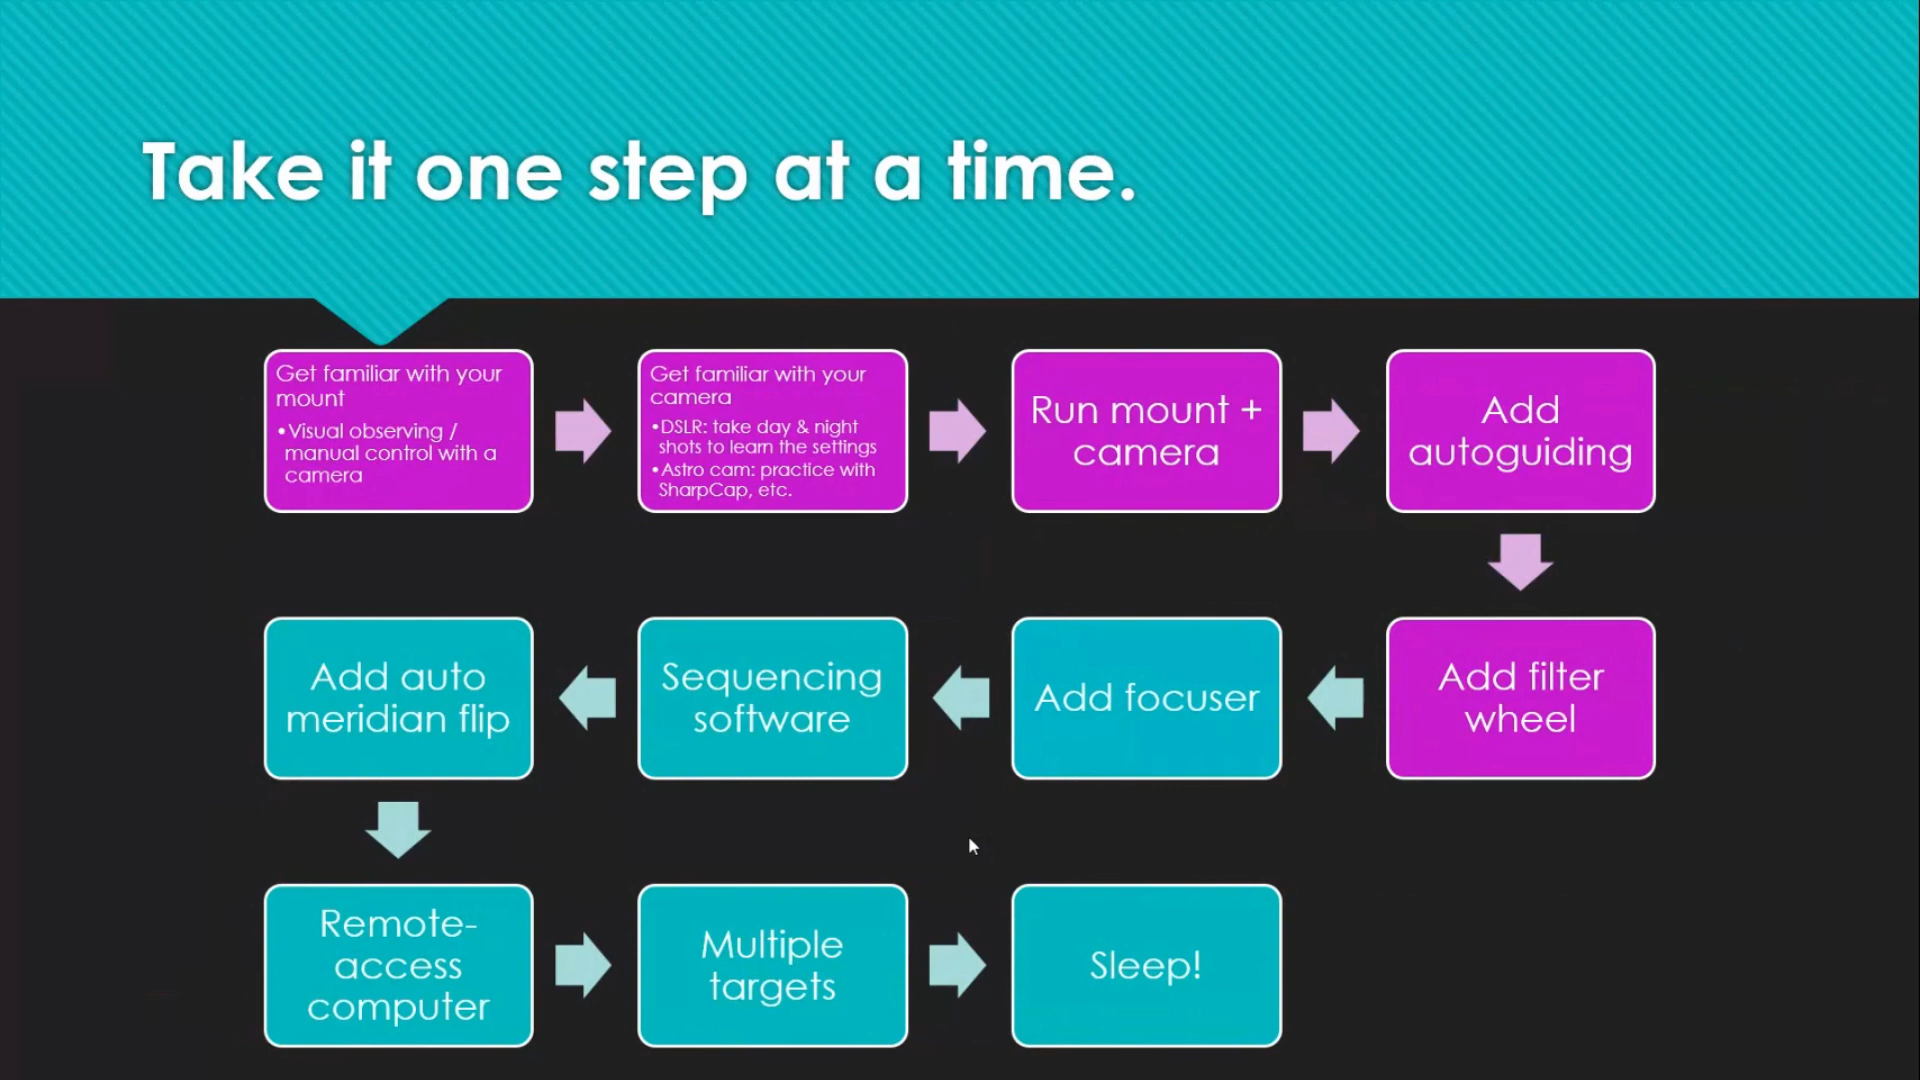 Take it one step at a time.
Get familiar with your
mount
•Visual observing /
manual control with a
camera
Get familiar with your
camera
•DSLR: take day & night
shots to learn the settings
•Astro cam: practice with
SharpCap, etc.
Run mount +
camera
Add
autoguiding
Add filter
wheel
Add focuser
Sequencing
software
Add auto
meridian flip
Remote-
access
computer
Multiple
targets
Sleep!